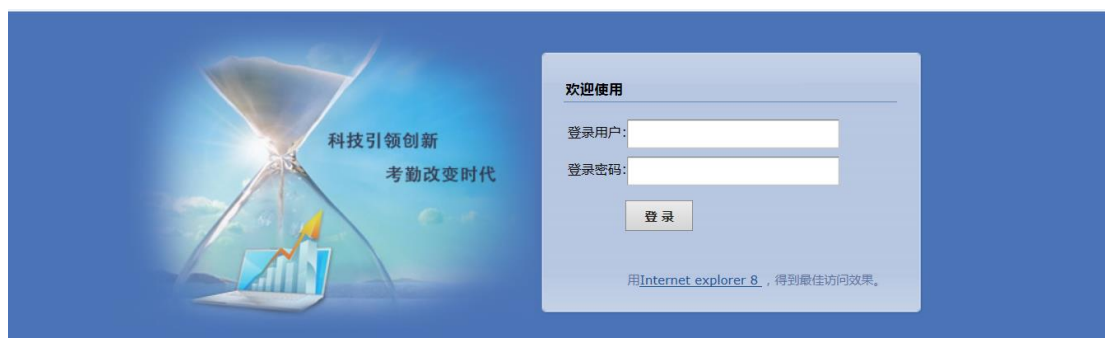 科技引领创新
考勤改变时代
欢迎使用
登录用户:
登录密码:
登 录
用Internet explorer 8 ，得到最佳访问效果。